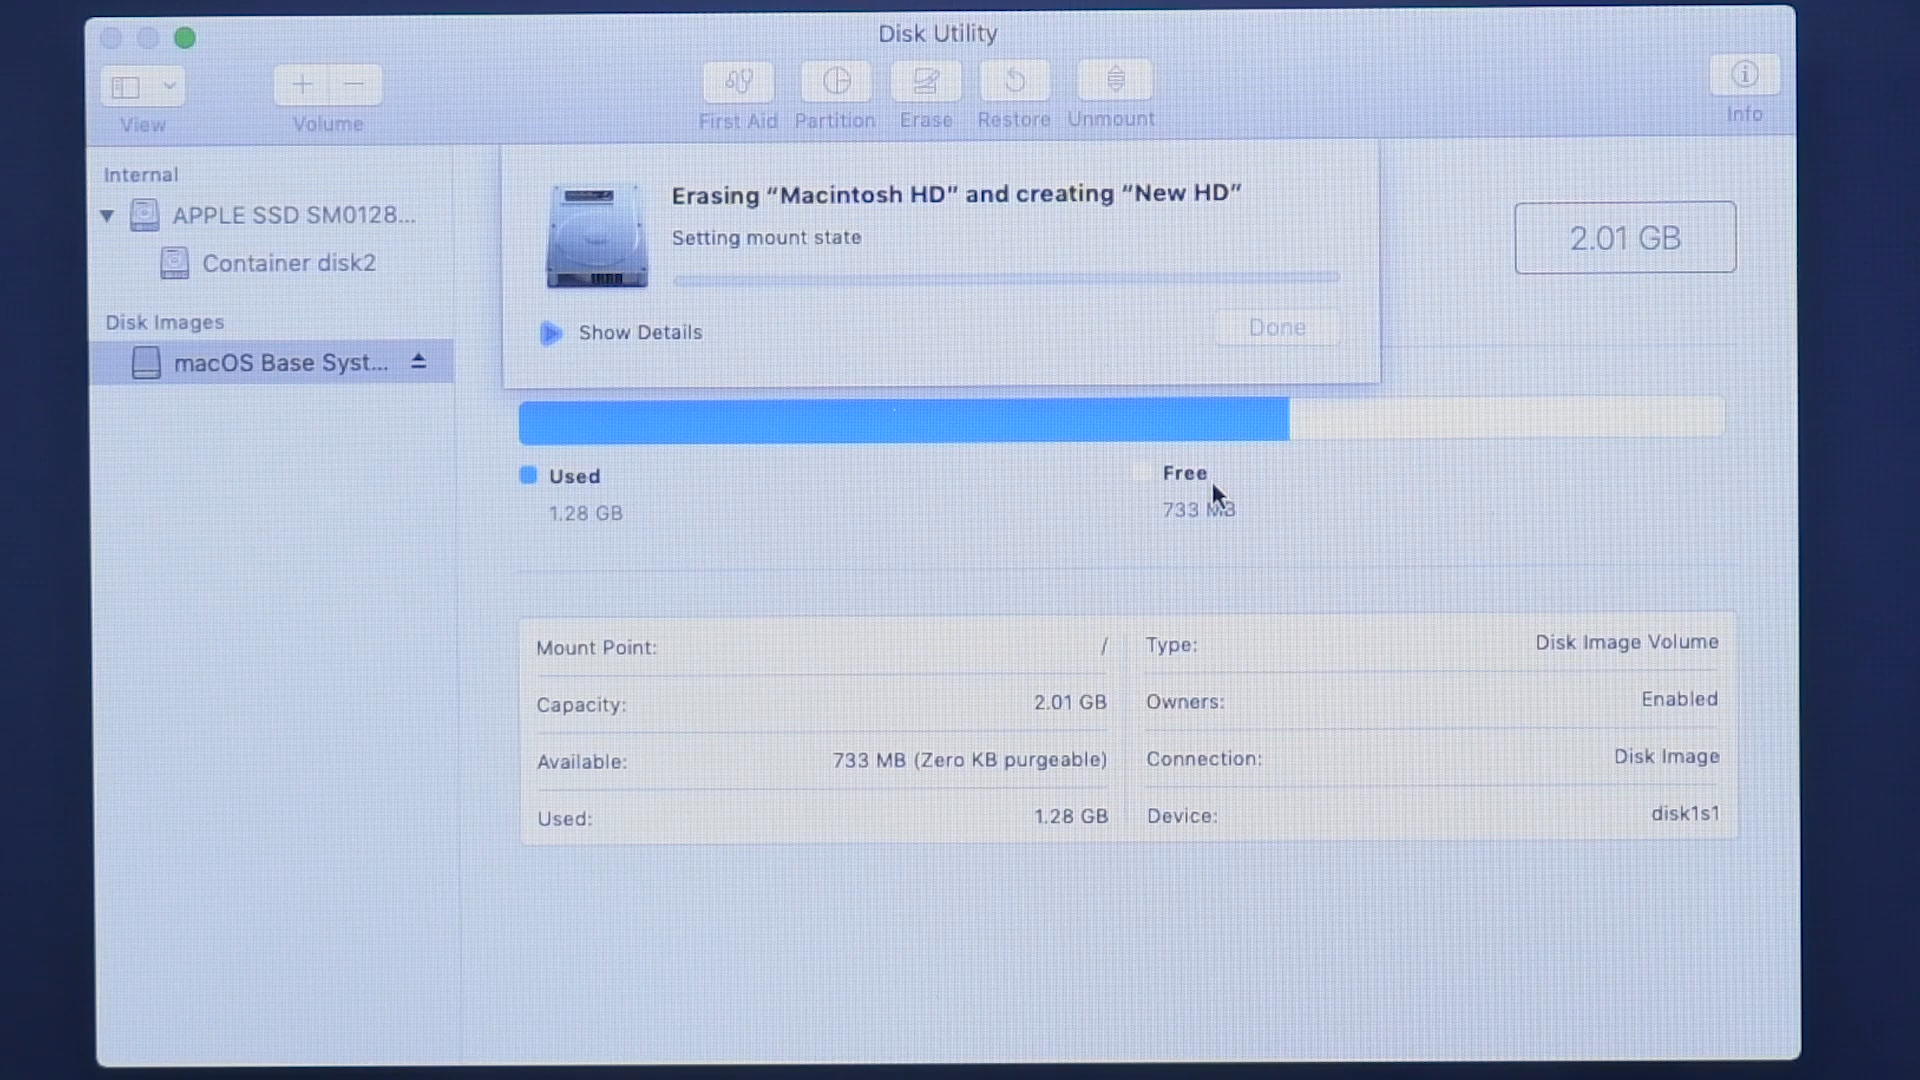 Disk Utility
View
Volume
First Aid
Partition
Erase
Restore
Unmount
Info
Internal
APPLE SSD SM0128...
Container disk2
Disk Images
macOS Base Syst...
Erasing “Macintosh HD” and creating “New HD”
Setting mount state
Show Details
Done
2.01 GB
Used
1.28 GB
Free
733 MB
Mount Point: /
Capacity: 2.01 GB
Available: 733 MB (Zero KB purgeable)
Used: 1.28 GB
Type: Disk Image Volume
Owners: Enabled
Connection: Disk Image
Device: disk1s1